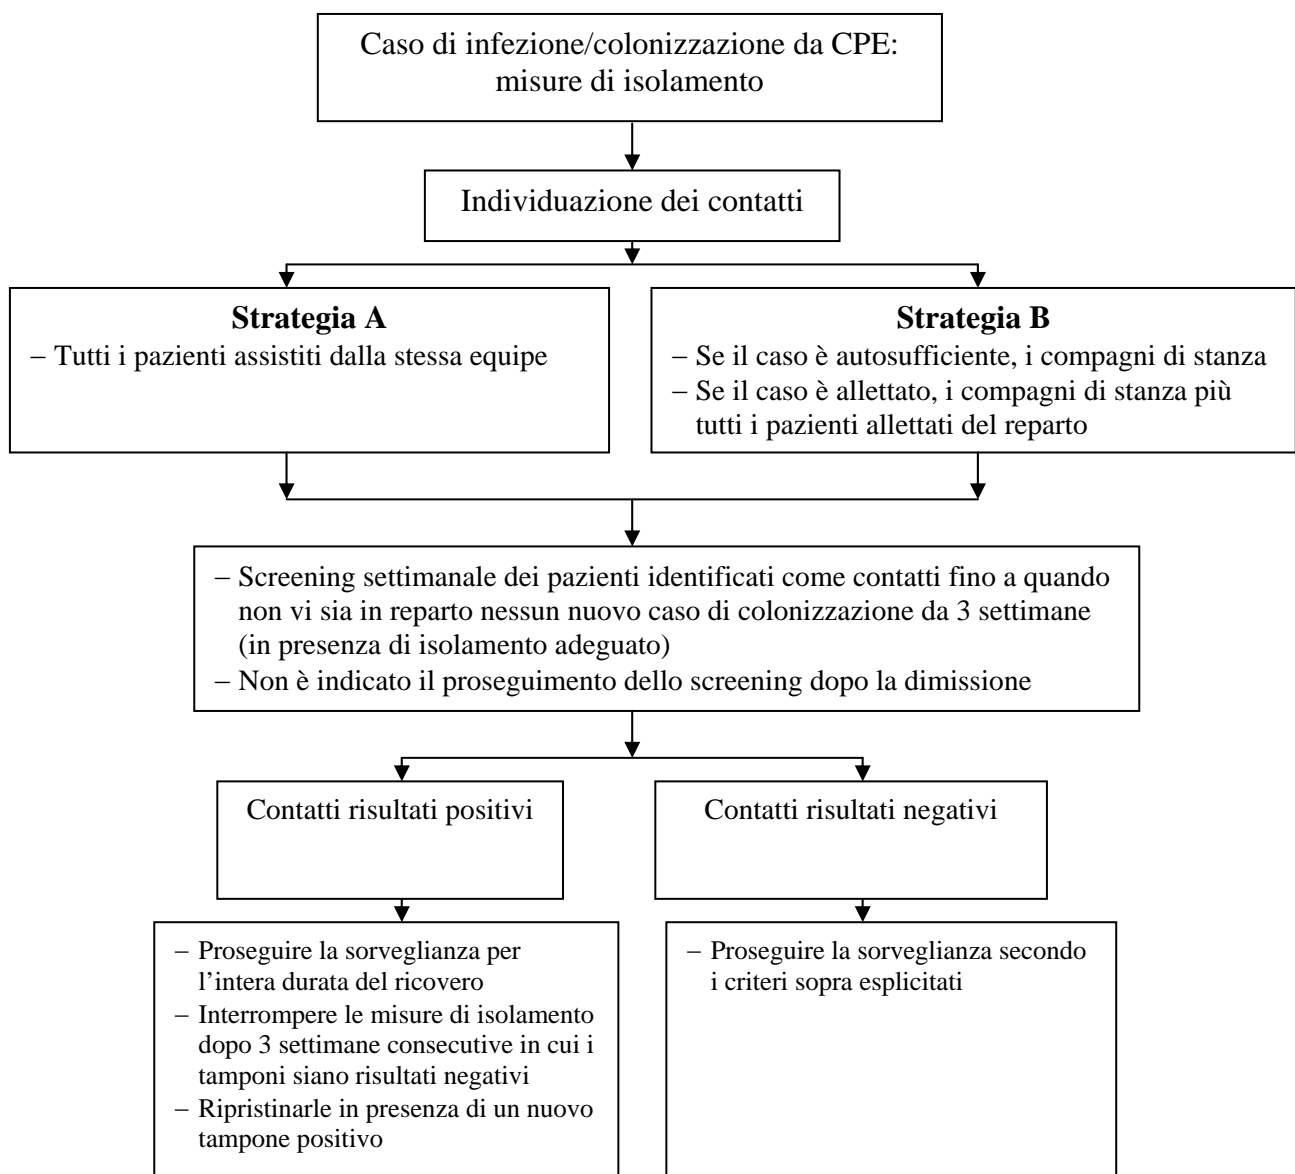 Caso di infezione/colonizzazione da CPE:
misure di isolamento
Individuazione dei contatti
Strategia A
– Tutti i pazienti assistiti dalla stessa equipe
Strategia B
– Se il caso è autosufficiente, i compagni di stanza
– Se il caso è allettato, i compagni di stanza più
tutti i pazienti allettati del reparto
– Screening settimanale dei pazienti identificati come contatti fino a quando
non vi sia in reparto nessun nuovo caso di colonizzazione da 3 settimane
(in presenza di isolamento adeguato)
– Non è indicato il proseguimento dello screening dopo la dimissione
Contatti risultati positivi
Contatti risultati negativi
– Proseguire la sorveglianza per
l’intera durata del ricovero
– Interrompere le misure di isolamento
dopo 3 settimane consecutive in cui i
tamponi siano risultati negativi
– Ripristinarle in presenza di un nuovo
tampone positivo
– Proseguire la sorveglianza secondo
i criteri sopra esplicitati